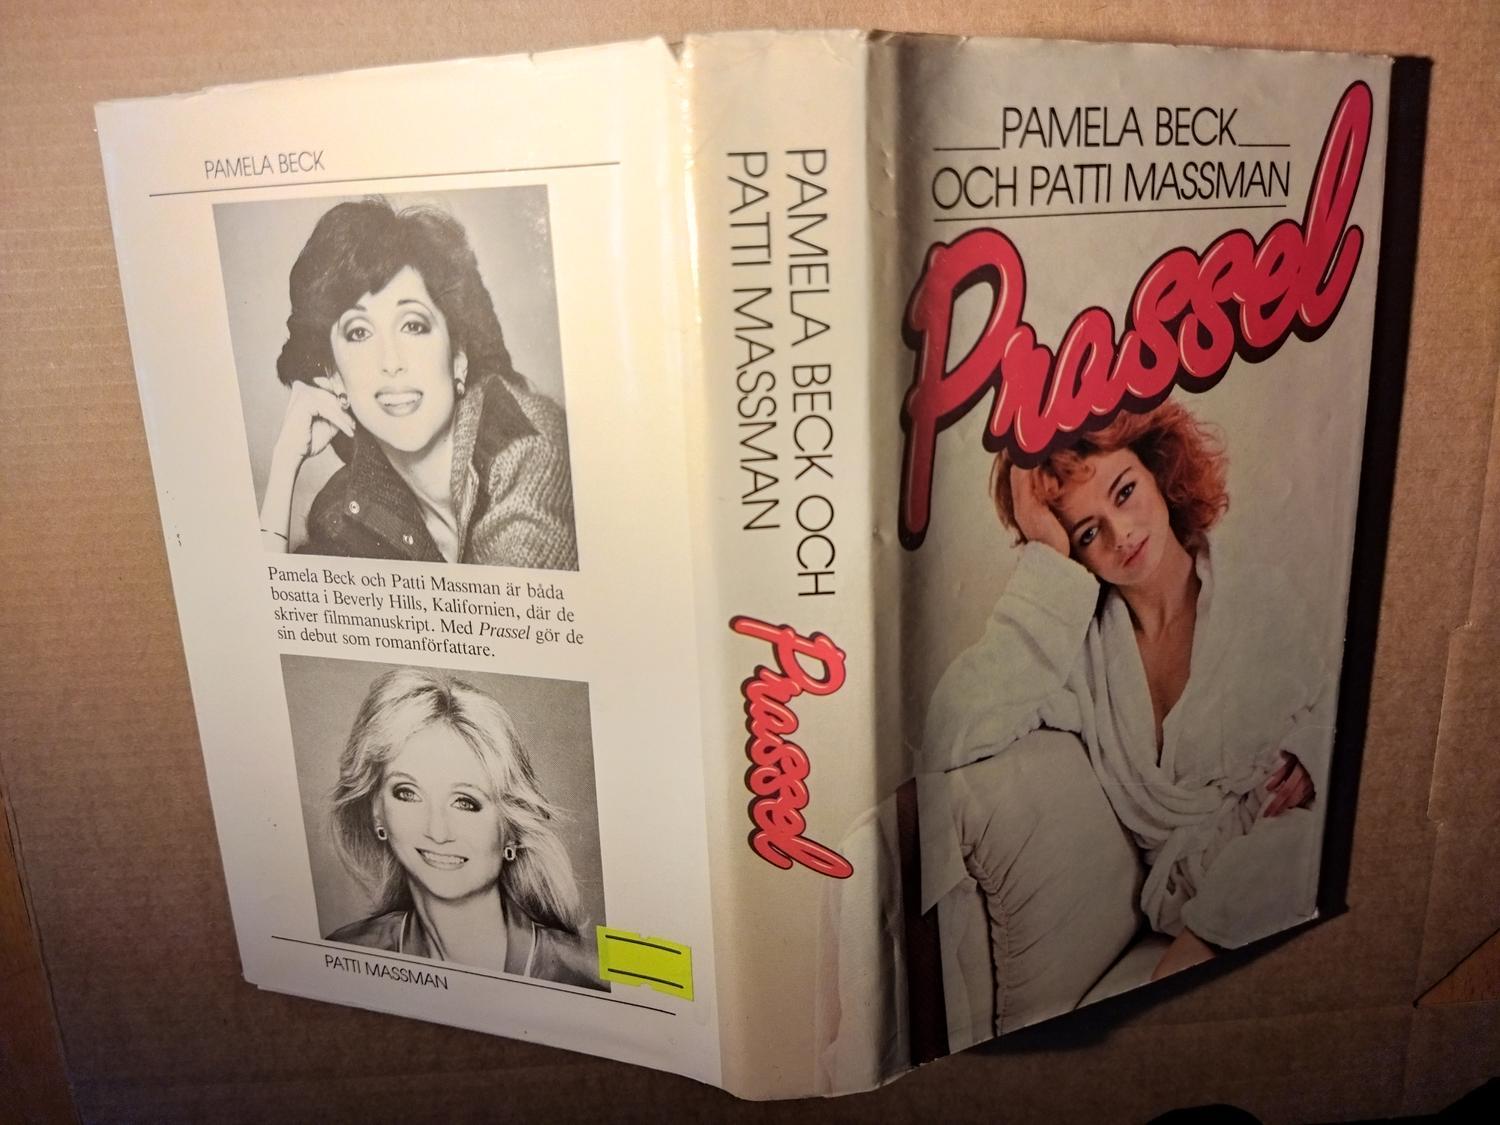 PAMELA BECK
Pamela Beck och Patti Massman är båda
bosatta i Beverly Hills, Kalifornien, där de
skriver filmmanuskript. Med Prassel gör de
sin debut som romanförfattare.
PATTI MASSMAN
PAMELA BECK OCH
PATTI MASSMAN
Prassel
PAMELA BECK
OCH PATTI MASSMAN
Prassel